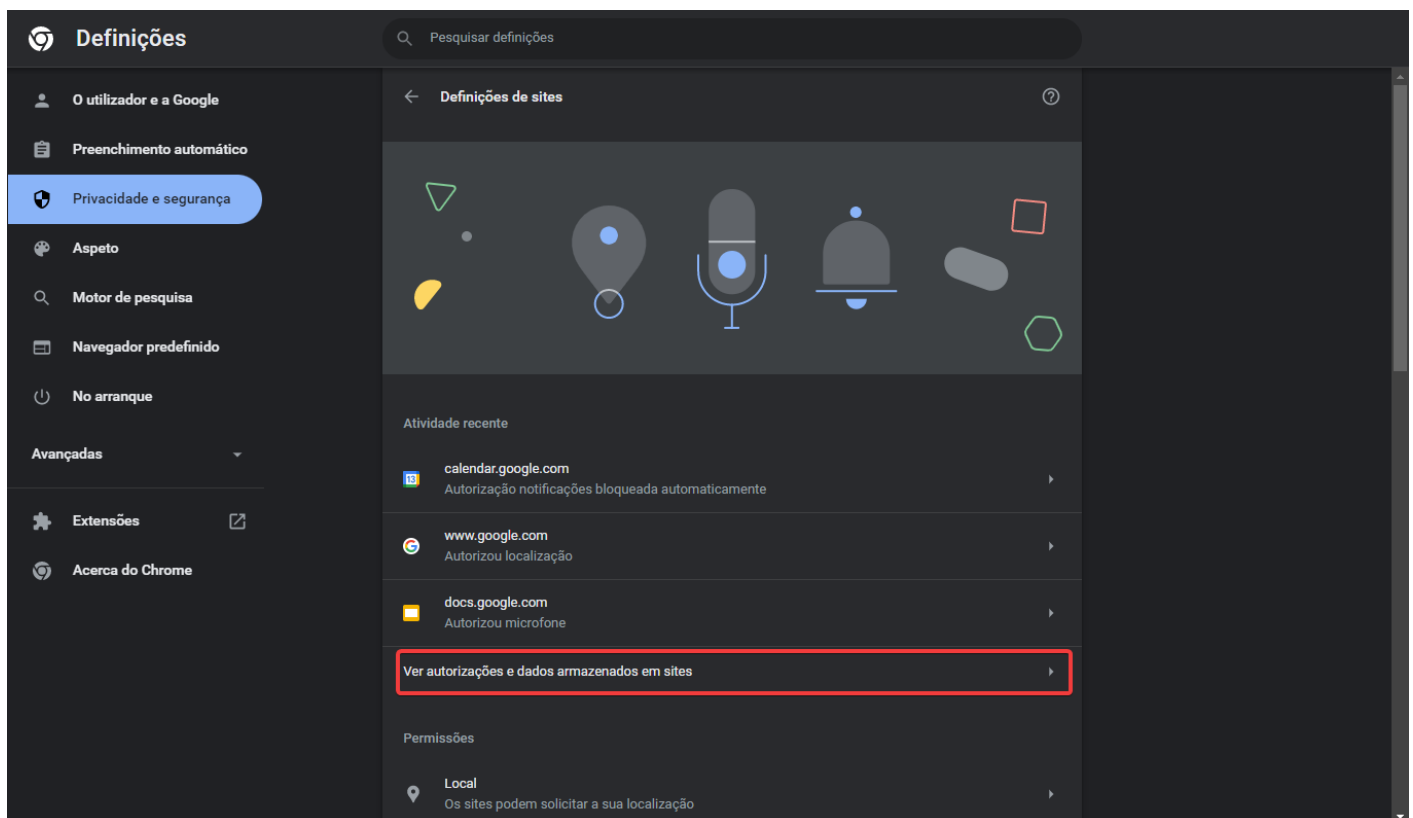 Definições
Pesquisar definições
O utilizador e a Google
Preenchimento automático
Privacidade e segurança
Aspeto
Motor de pesquisa
Navegador predefinido
No arranque
Avançadas
Extensões
Acerca do Chrome
Definições de sites
Atividade recente
13
calendar.google.com
Autorização notificações bloqueada automaticamente
www.google.com
Autorizou localização
docs.google.com
Autorizou microfone
Ver autorizações e dados armazenados em sites
Permissões
Local
Os sites podem solicitar a sua localização